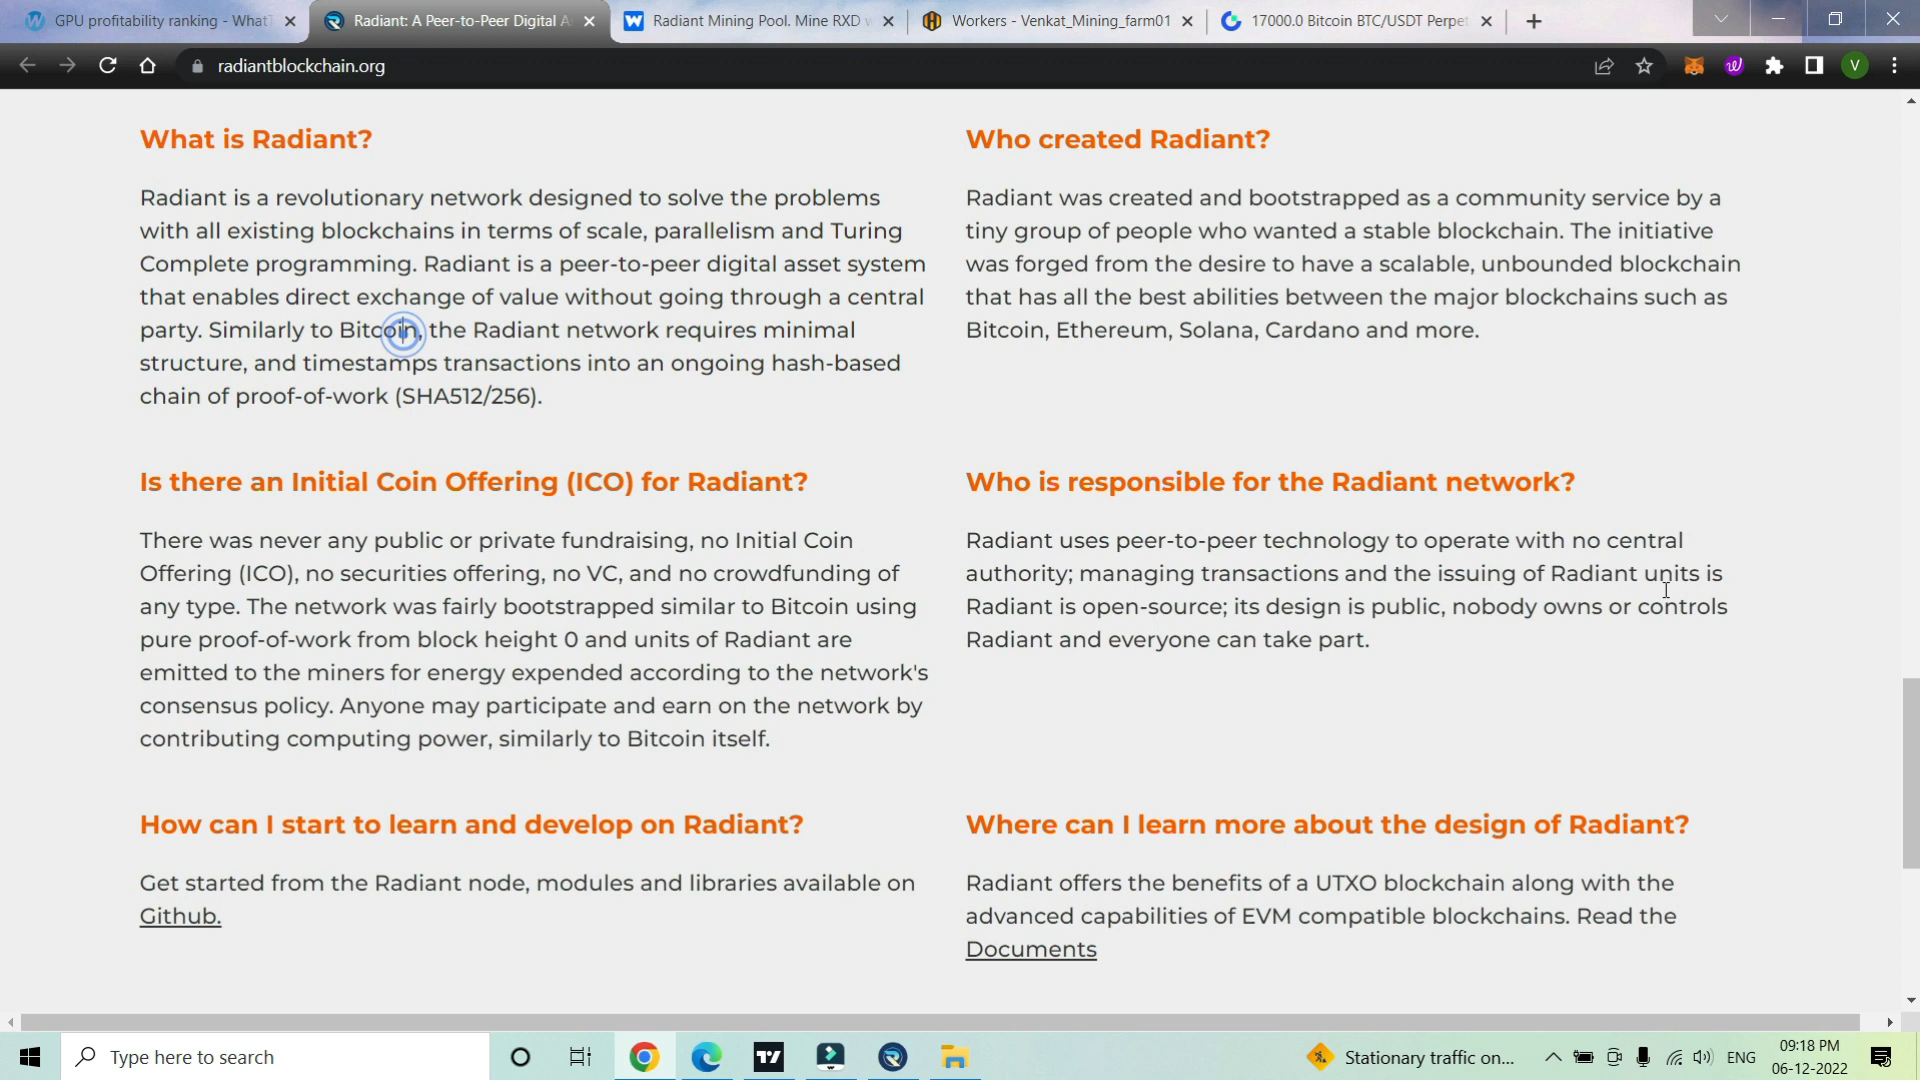 GPU profitability ranking - WhatT
Radiant: A Peer-to-Peer Digital A
Radiant Mining Pool. Mine RXD w
Workers - Venkat_Mining_farm01
17000.0 Bitcoin BTC/USDT Perpet
radiantblockchain.org
V
What is Radiant?
Radiant is a revolutionary network designed to solve the problems
with all existing blockchains in terms of scale, parallelism and Turing
Complete programming. Radiant is a peer-to-peer digital asset system
that enables direct exchange of value without going through a central
party. Similarly to Bitcoin, the Radiant network requires minimal
structure, and timestamps transactions into an ongoing hash-based
chain of proof-of-work (SHA512/256).
Who created Radiant?
Radiant was created and bootstrapped as a community service by a
tiny group of people who wanted a stable blockchain. The initiative
was forged from the desire to have a scalable, unbounded blockchain
that has all the best abilities between the major blockchains such as
Bitcoin, Ethereum, Solana, Cardano and more.
Is there an Initial Coin Offering (ICO) for Radiant?
There was never any public or private fundraising, no Initial Coin
Offering (ICO), no securities offering, no VC, and no crowdfunding of
any type. The network was fairly bootstrapped similar to Bitcoin using
pure proof-of-work from block height 0 and units of Radiant are
emitted to the miners for energy expended according to the network's
consensus policy. Anyone may participate and earn on the network by
contributing computing power, similarly to Bitcoin itself.
Who is responsible for the Radiant network?
Radiant uses peer-to-peer technology to operate with no central
authority; managing transactions and the issuing of Radiant units is
Radiant is open-source; its design is public, nobody owns or controls
Radiant and everyone can take part.
How can I start to learn and develop on Radiant?
Get started from the Radiant node, modules and libraries available on
Github.
Where can I learn more about the design of Radiant?
Radiant offers the benefits of a UTXO blockchain along with the
advanced capabilities of EVM compatible blockchains. Read the
Documents
Type here to search
Stationary traffic on...
ENG
09:18 PM
06-12-2022